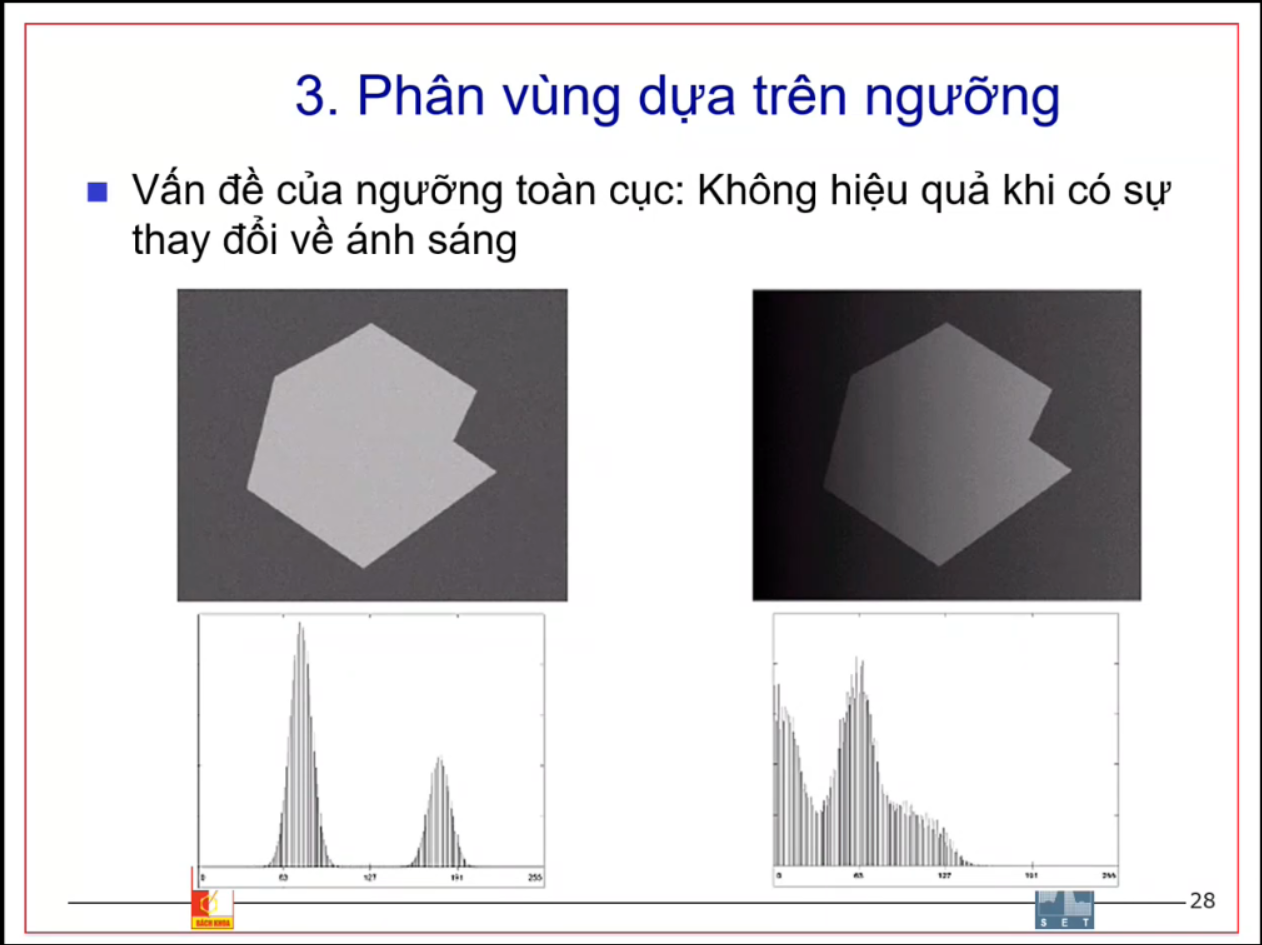 3. Phân vùng dựa trên ngưỡng
Vấn đề của ngưỡng toàn cục: Không hiệu quả khi có sự
thay đổi về ánh sáng
0 63 127 191 255
0 63 127 191 255
BÁCH KHOA
S E T
28